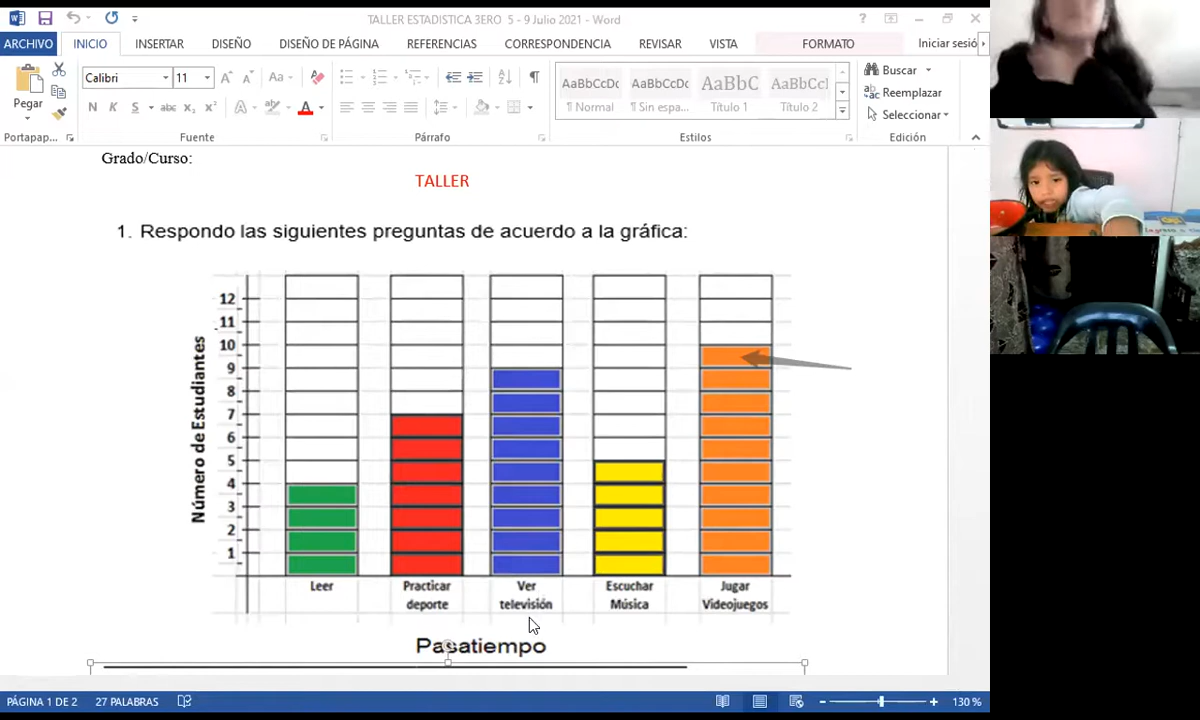 TALLER ESTADISTICA 3ERO 5 - 9 Julio 2021 - Word
ARCHIVO INICIO INSERTAR DISEÑO DISEÑO DE PÁGINA REFERENCIAS CORRESPONDENCIA REVISAR VISTA FORMATO Iniciar sesió
Calibri 11
Pegar
N K S abc x₂ x²
AaBbCcDc AaBbCcDc AaBbC AaBbCcI
¶ Normal ¶ Sin espa... Título 1 Título 2
Buscar
Reemplazar
Seleccionar
Portapap... Fuente Párrafo Estilos Edición
Grado/Curso:
TALLER
1. Respondo las siguientes preguntas de acuerdo a la gráfica:
Número de Estudiantes
12
11
10
9
8
7
6
5
4
3
2
1
Leer
Practicar deporte
Ver televisión
Escuchar Música
Jugar Videojuegos
Pasatiempo
PÁGINA 1 DE 2 27 PALABRAS 130 %